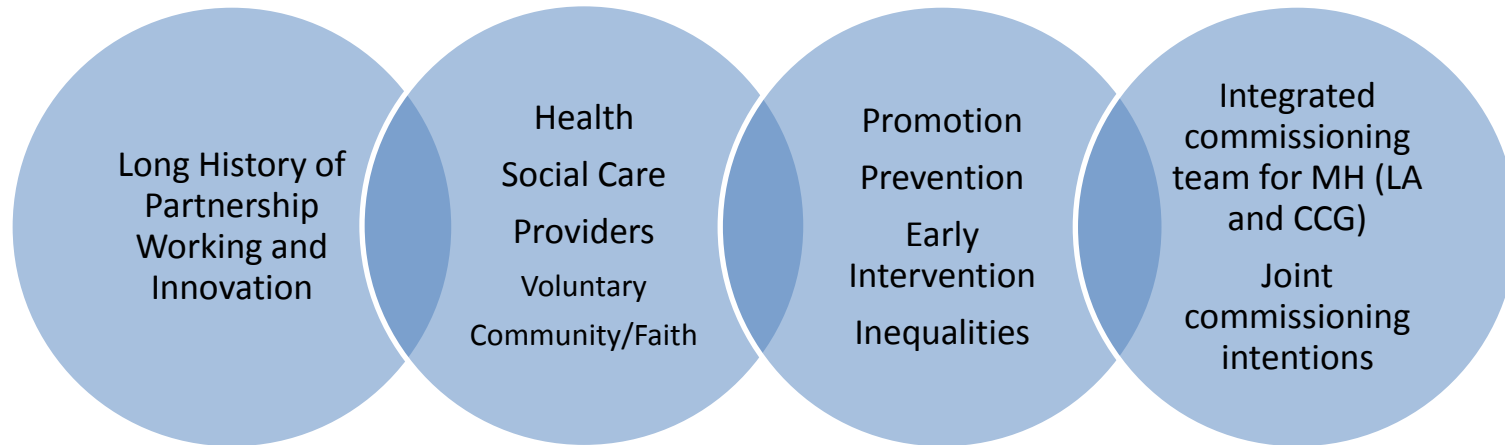 Long History of
Partnership
Working and
Innovation
Health
Social Care
Providers
Voluntary
Community/Faith
Promotion
Prevention
Early
Intervention
Inequalities
Integrated
commissioning
team for MH (LA
and CCG)
Joint
commissioning
intentions